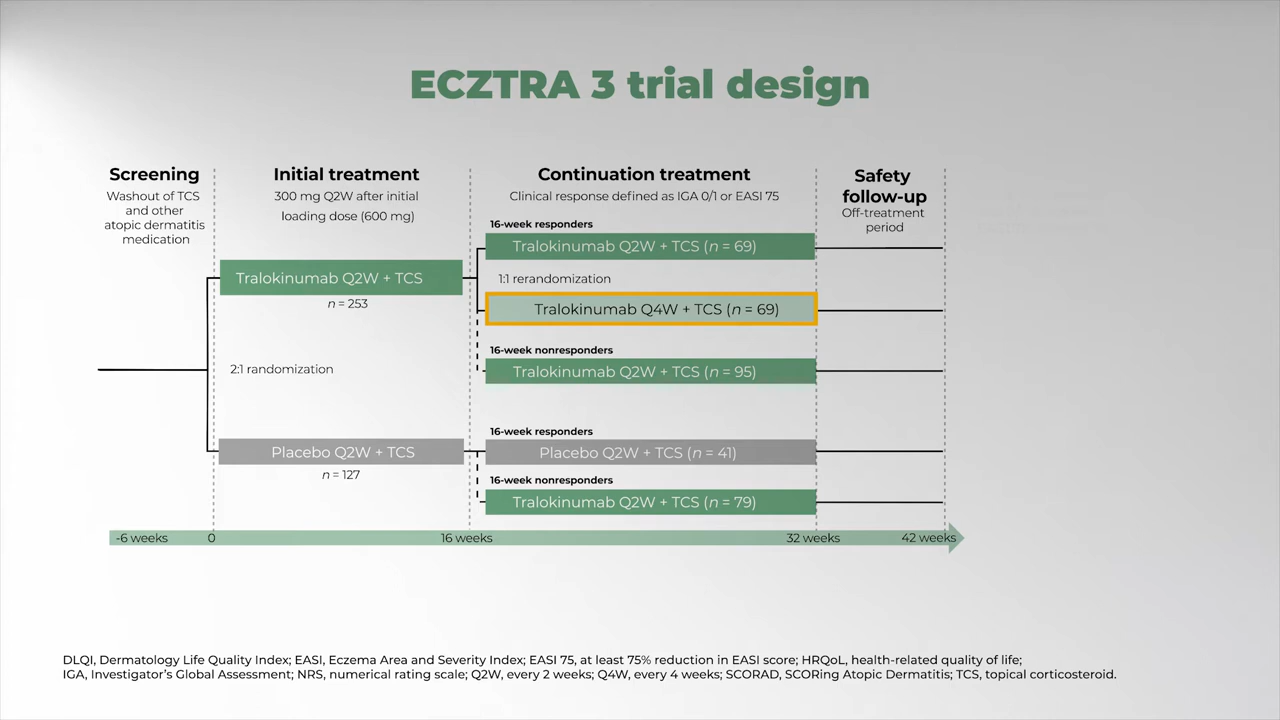 ECZTRA 3 trial design
Screening
Washout of TCS
and other
atopic dermatitis
medication
Initial treatment
300 mg Q2W after initial
loading dose (600 mg)
Continuation treatment
Clinical response defined as IGA 0/1 or EASI 75
Safety
follow-up
Off-treatment
period
16-week responders
Tralokinumab Q2W + TCS (n = 69)
Tralokinumab Q2W + TCS
n = 253
1:1 rerandomization
Tralokinumab Q4W + TCS (n = 69)
16-week nonresponders
Tralokinumab Q2W + TCS (n = 95)
2:1 randomization
16-week responders
Placebo Q2W + TCS
n = 127
Placebo Q2W + TCS (n = 41)
16-week nonresponders
Tralokinumab Q2W + TCS (n = 79)
-6 weeks
0
16 weeks
32 weeks
42 weeks
DLQI, Dermatology Life Quality Index; EASI, Eczema Area and Severity Index; EASI 75, at least 75% reduction in EASI score; HRQoL, health-related quality of life;
IGA, Investigator's Global Assessment; NRS, numerical rating scale; Q2W, every 2 weeks; Q4W, every 4 weeks; SCORAD, SCORing Atopic Dermatitis; TCS, topical corticosteroid.